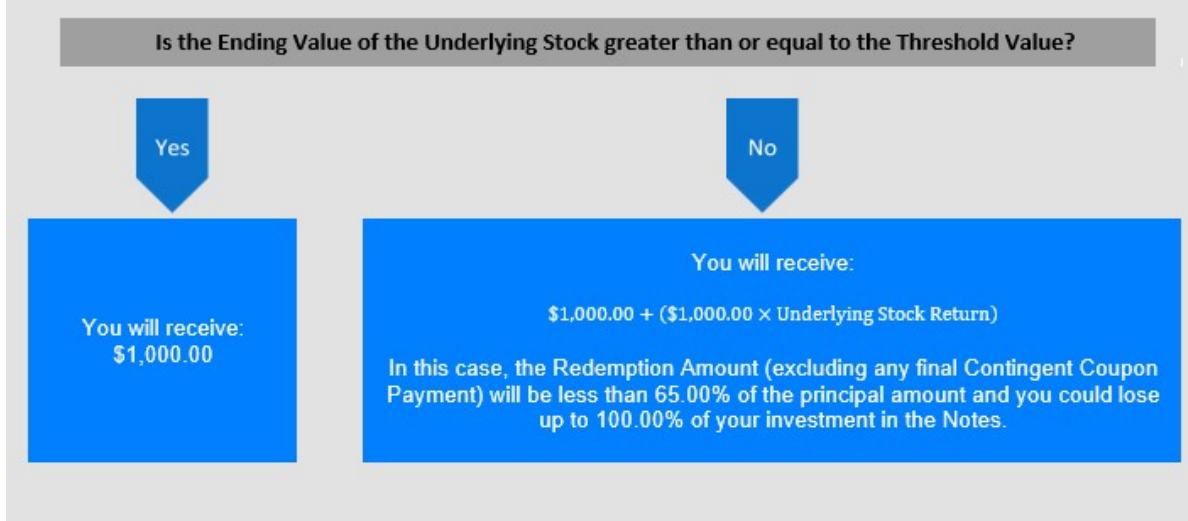 Is the Ending Value of the Underlying Stock greater than or equal to the Threshold Value?
Yes
No
You will receive:
$1,000.00
You will receive:
$1,000.00 + ($1,000.00 × Underlying Stock Return)
In this case, the Redemption Amount (excluding any final Contingent Coupon
Payment) will be less than 65.00% of the principal amount and you could lose
up to 100.00% of your investment in the Notes.